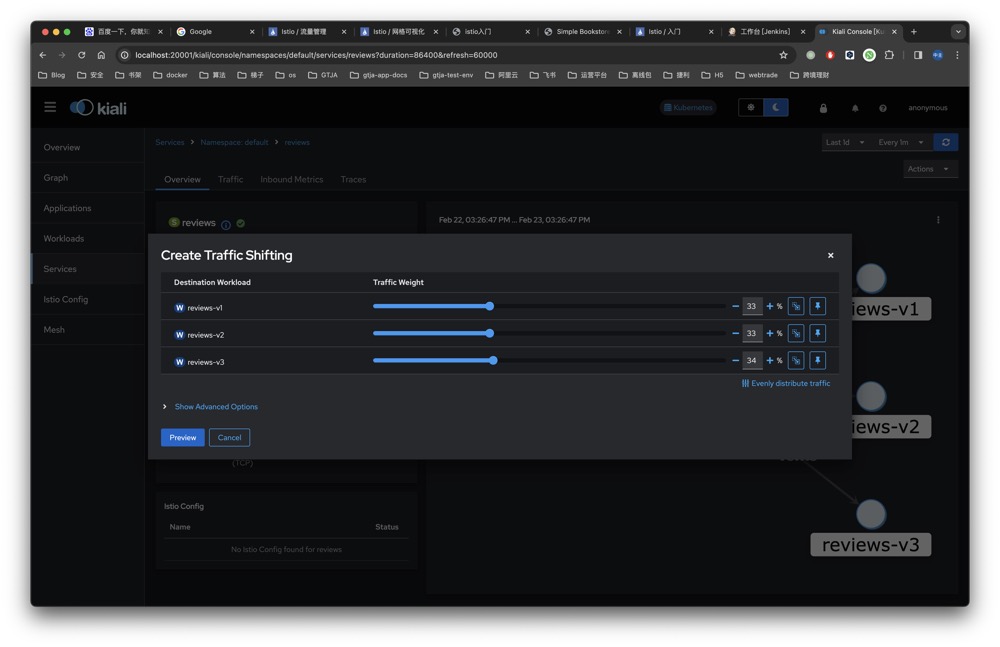 百度一下，你就知
Google
Istio / 流量管理
Istio / 网格可视化
istio入门
Simple Bookstore
Istio / 入门
工作台 [Jenkins]
Kiali Console [Ku
localhost:20001/kiali/console/namespaces/default/services/reviews?duration=86400&refresh=60000
Blog
安全
书架
docker
算法
梯子
os
GTJA
gtja-app-docs
gtja-test-env
阿里云
飞书
运营平台
离线包
捷利
H5
webtrade
跨境理财
kiali
Kubernetes
anonymous
Overview
Graph
Applications
Workloads
Services
Istio Config
Mesh
Services > Namespace: default > reviews
Last 1d
Every 1m
Actions
Overview
Traffic
Inbound Metrics
Traces
S reviews
Feb 22, 03:26:47 PM ... Feb 23, 03:26:47 PM
Create Traffic Shifting
Destination Workload
Traffic Weight
W reviews-v1
33 %
W reviews-v2
33 %
W reviews-v3
34 %
Evenly distribute traffic
Show Advanced Options
Preview
Cancel
(TCP)
Istio Config
Name
Status
No Istio Config found for reviews
iews-v1
iews-v2
reviews-v3